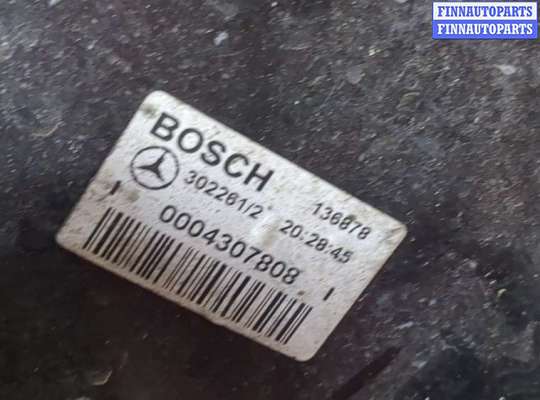 FINNAUTOPARTS
FINNAUTOPARTS
BOSCH
136878
302261/2 20:28:45
0004307808